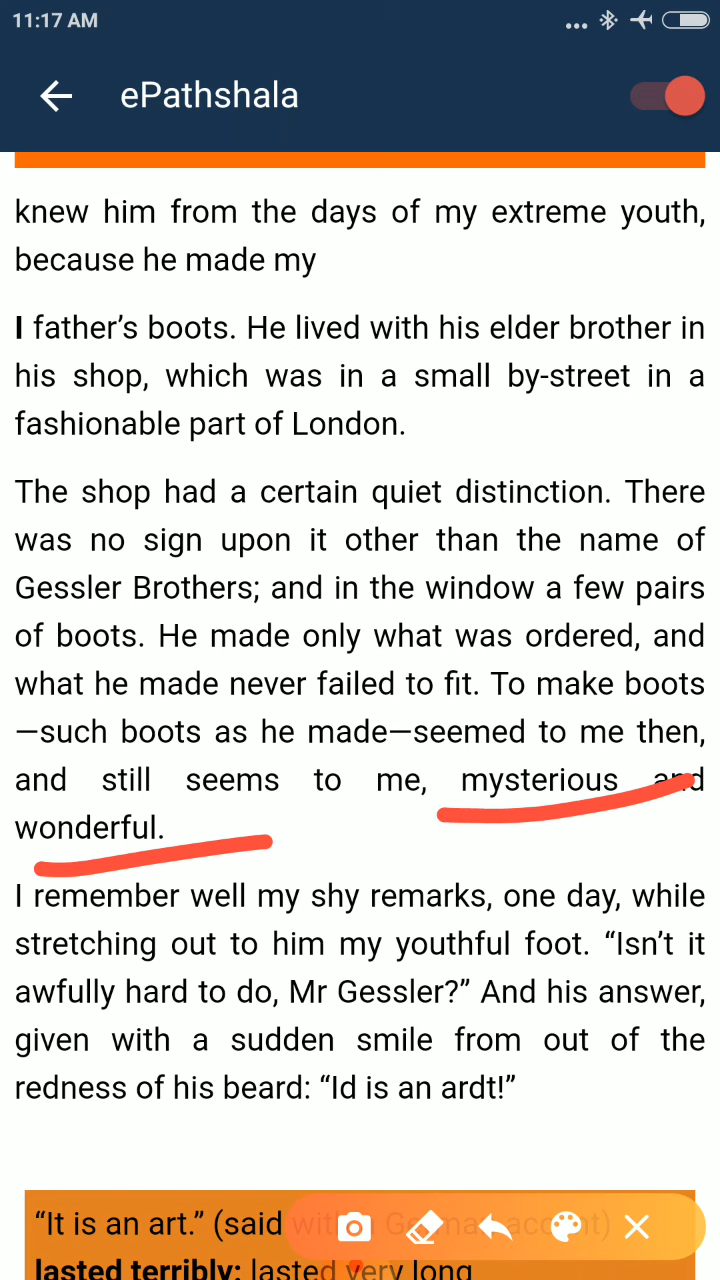 11:17 AM
ePathshala
knew him from the days of my extreme youth,
because he made my
I father’s boots. He lived with his elder brother in
his shop, which was in a small by-street in a
fashionable part of London.
The shop had a certain quiet distinction. There
was no sign upon it other than the name of
Gessler Brothers; and in the window a few pairs
of boots. He made only what was ordered, and
what he made never failed to fit. To make boots
—such boots as he made—seemed to me then,
and still seems to me, mysterious and
wonderful.
I remember well my shy remarks, one day, while
stretching out to him my youthful foot. “Isn’t it
awfully hard to do, Mr Gessler?” And his answer,
given with a sudden smile from out of the
redness of his beard: “Id is an ardt!”
“It is an art.” (said with a German accent)
lasted terribly: lasted very long